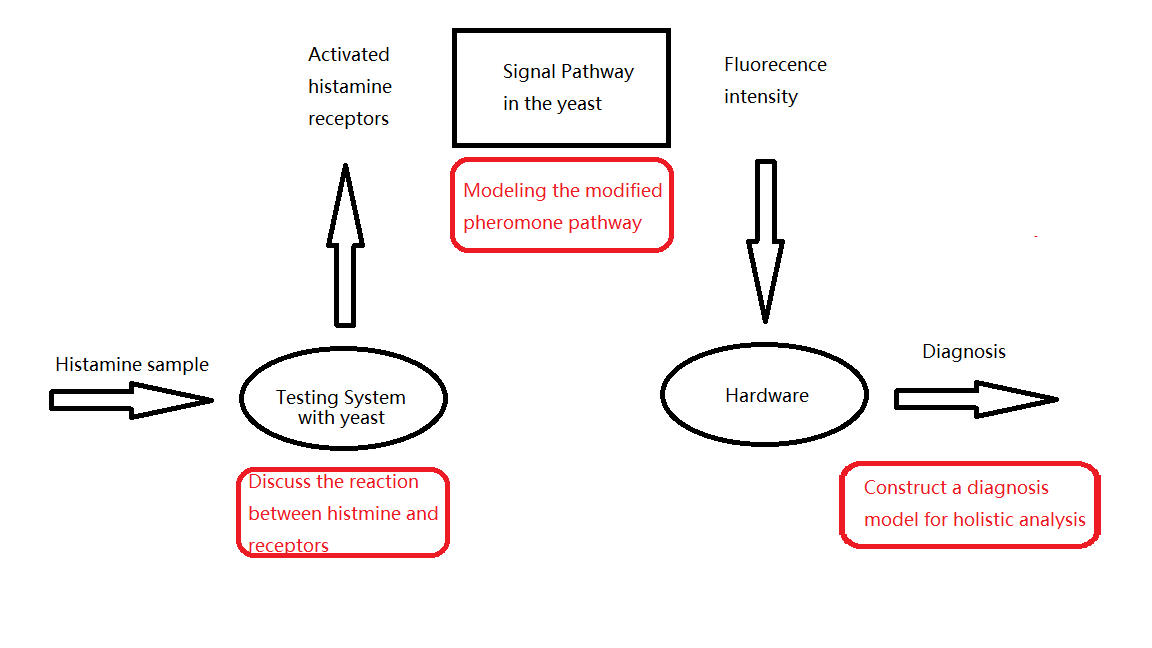 Activated
histamine
receptors
Signal Pathway
in the yeast
Fluorecence
intensity
Modeling the modified
pheromone pathway
Histamine sample
Testing System
with yeast
Hardware
Diagnosis
Discuss the reaction
between histmine and
receptors
Construct a diagnosis
model for holistic analysis